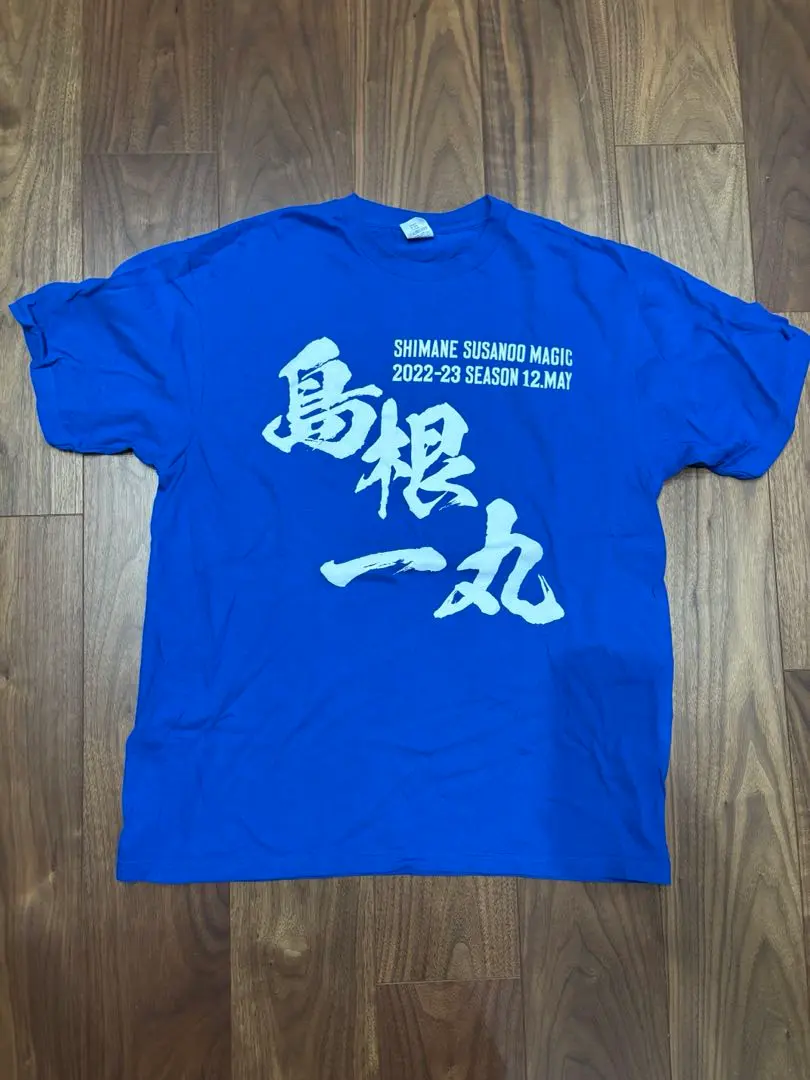 SHIMANE SUSANOO MAGIC
2022-23 SEASON 12.MAY
島根
一丸